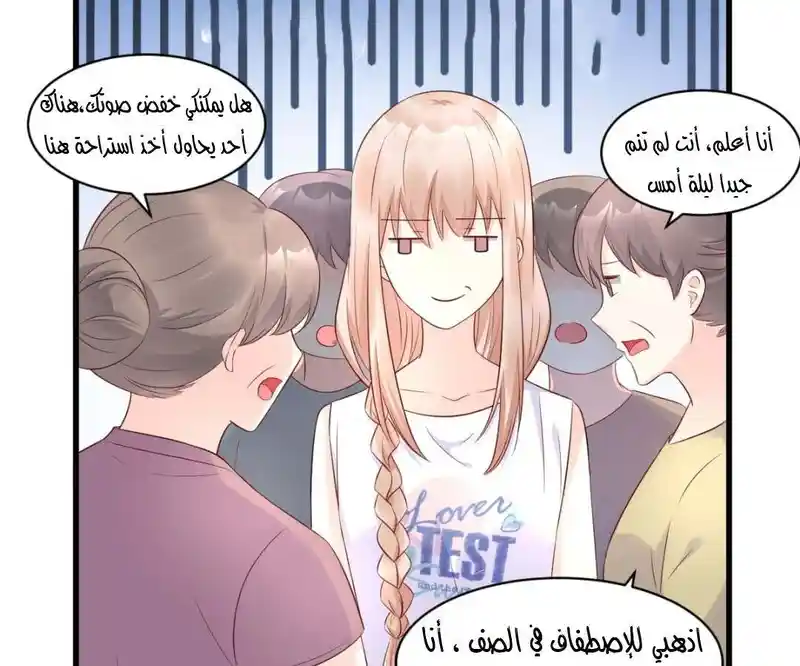 أنا أعلم، أنت لم تنم
جيدا ليلة أمس
هل يمكنكي خفض صوتك،هناك
أحد يحاول أخذ استراحة هنا
Lover
TEST
اذهبي للإصطفاف في الصف ، أنا